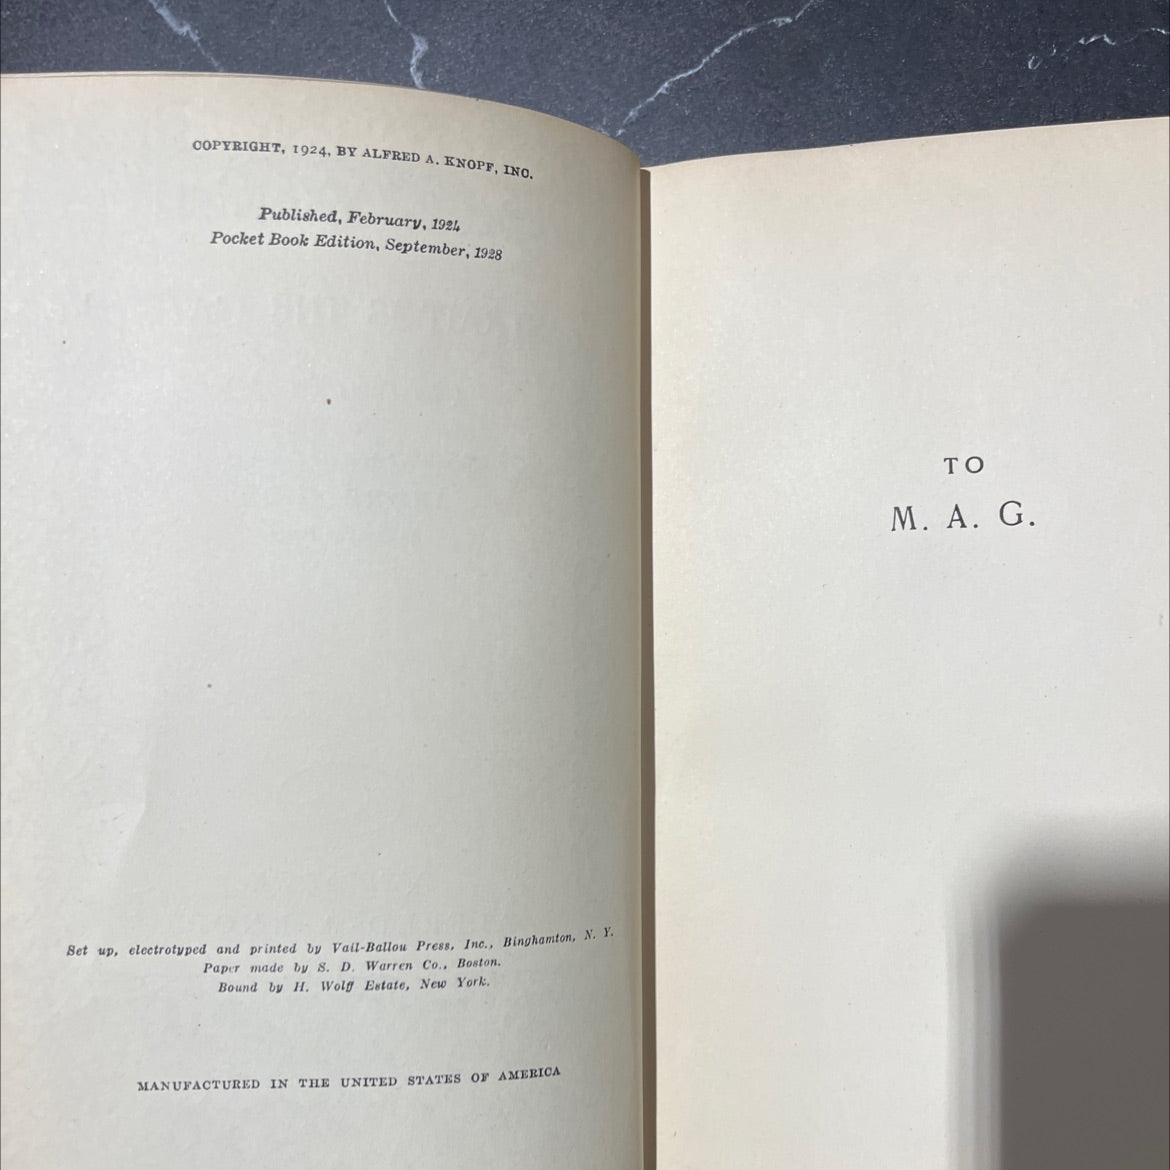 COPYRIGHT, 1924, BY ALFRED A. KNOPF, INC.
Published, February, 1924
Pocket Book Edition, September, 1928
Set up, electrotyped and printed by Vail-Ballou Press, Inc., Binghamton, N. Y.
Paper made by S. D. Warren Co., Boston.
Bound by H. Wolff Estate, New York.
MANUFACTURED IN THE UNITED STATES OF AMERICA
TO
M. A. G.